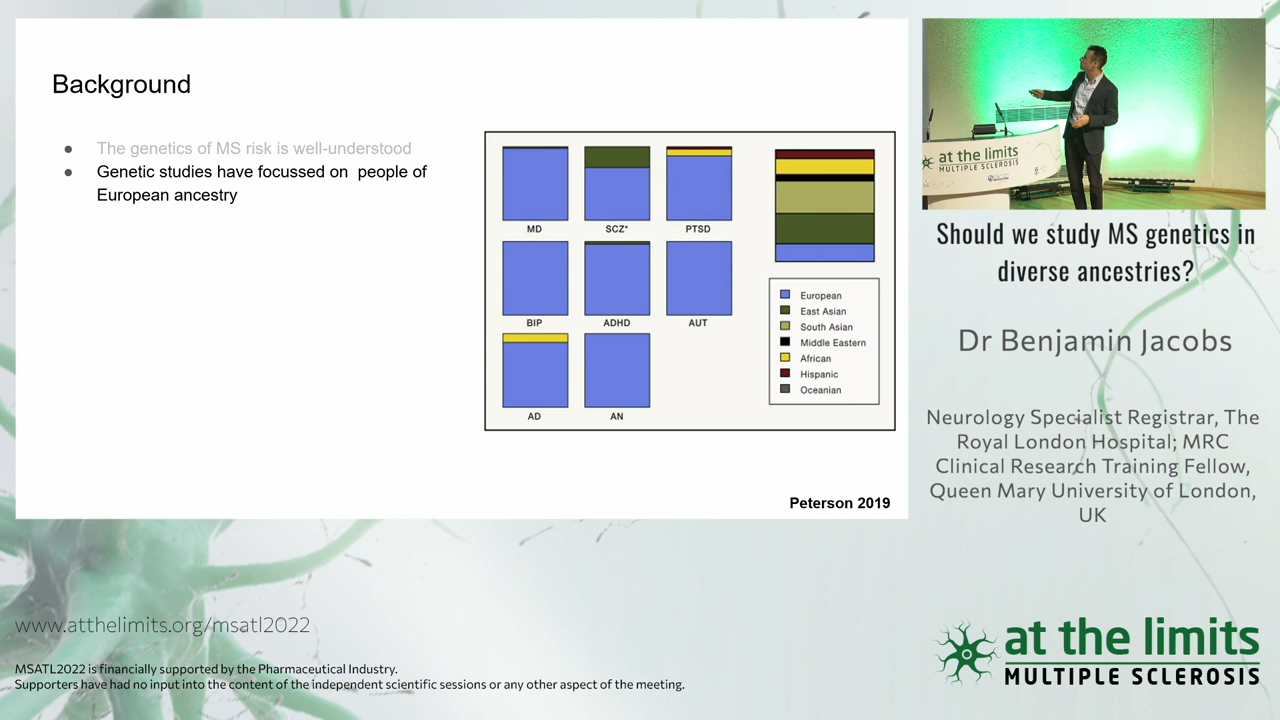 Background
● The genetics of MS risk is well-understood
● Genetic studies have focussed on people of
European ancestry
MD
SCZ*
PTSD
BIP
ADHD
AUT
AD
AN
European
East Asian
South Asian
Middle Eastern
African
Hispanic
Oceanian
Peterson 2019
at the limits
MULTIPLE SCLEROSIS
Should we study MS genetics in
diverse ancestries?
Dr Benjamin Jacobs
Neurology Specialist Registrar, The
Royal London Hospital; MRC
Clinical Research Training Fellow,
Queen Mary University of London,
UK
www.atthelimits.org/msatl2022
MSATL2022 is financially supported by the Pharmaceutical Industry.
Supporters have had no input into the content of the independent scientific sessions or any other aspect of the meeting.
at the limits
MULTIPLE SCLEROSIS